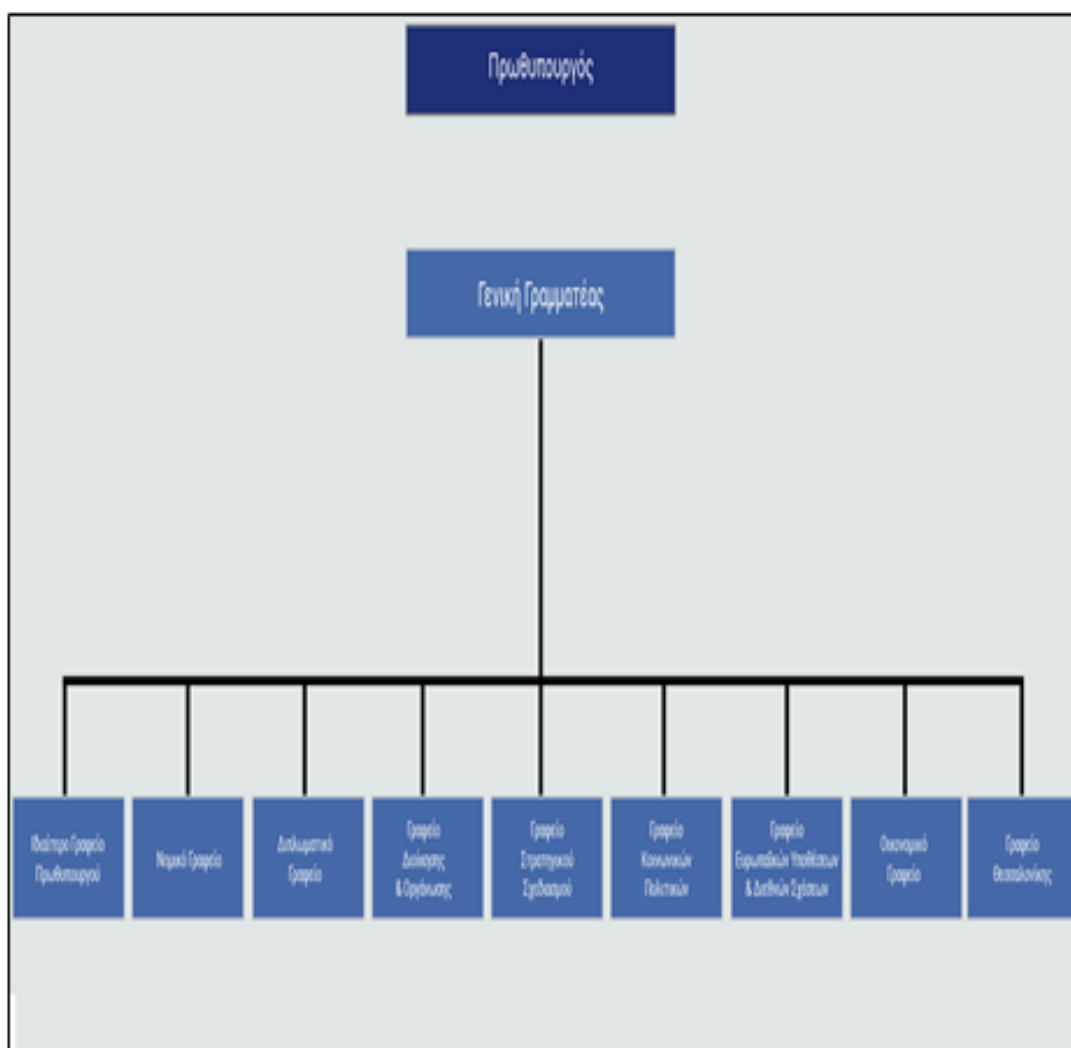 Πρωθυπουργός
Γενική Γραμματέας
Ιδιαίτερο Γραφείο
Πρωθυπουργού
Νομικό Γραφείο
Διπλωματικό
Γραφείο
Γραφείο
Διοίκησης
& Οργάνωσης
Γραφείο
Στρατηγικού
Σχεδιασμού
Γραφείο
Κοινωνικών
Πολιτικών
Γραφείο
Ευρωπαϊκών Υποθέσεων
& Διεθνών Σχέσεων
Οικονομικό
Γραφείο
Γραφείο
Θεσσαλονίκης